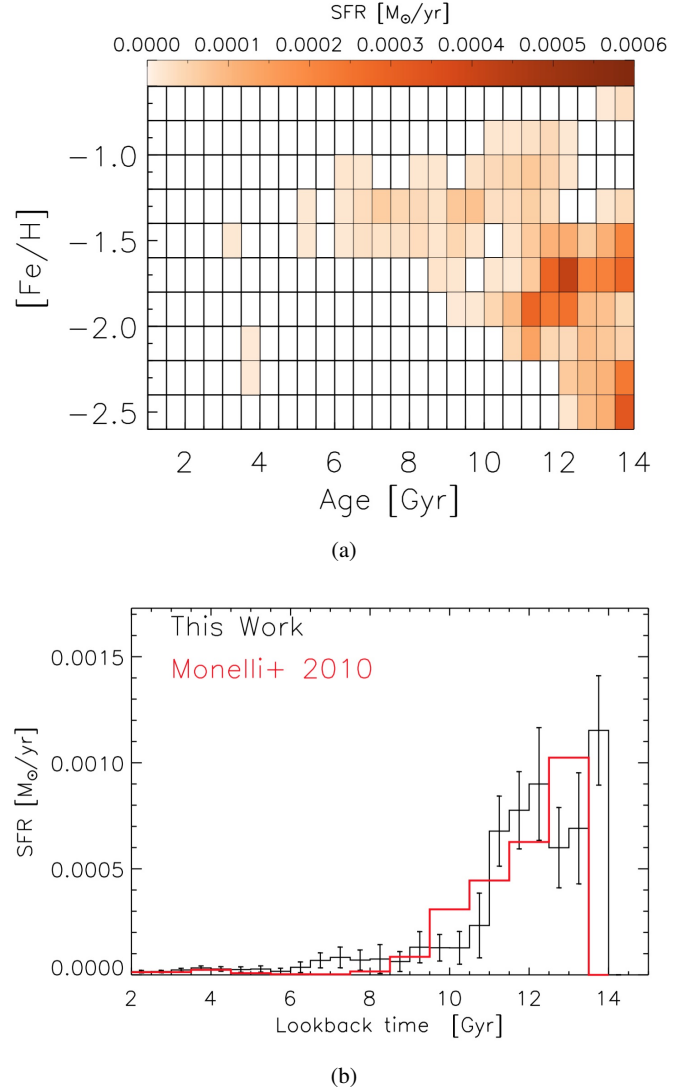 SFR [M⊙/yr]
0.0000 0.0001 0.0002 0.0003 0.0004 0.0005 0.0006
[Fe/H]
−1.0
−1.5
−2.0
−2.5
2 4 6 8 10 12 14
Age [Gyr]
(a)
This Work
Monelli+ 2010
SFR [M⊙/yr]
0.0015
0.0010
0.0005
0.0000
2 4 6 8 10 12 14
Lookback time [Gyr]
(b)